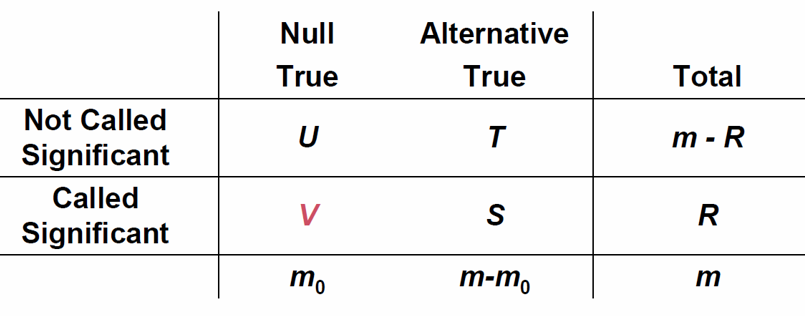 Null Alternative
True True Total
Not Called
Significant U T m - R
Called
Significant V S R
m₀ m-m₀ m